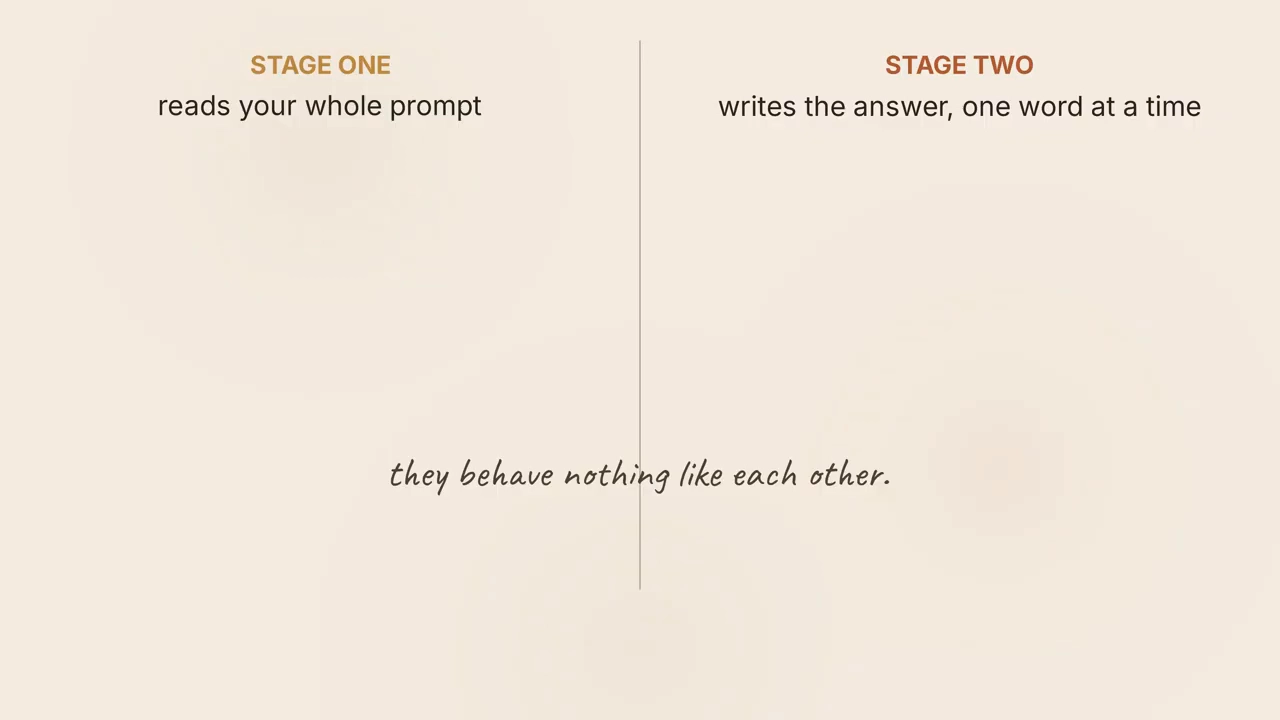 STAGE ONE
reads your whole prompt
STAGE TWO
writes the answer, one word at a time
they behave nothing like each other.